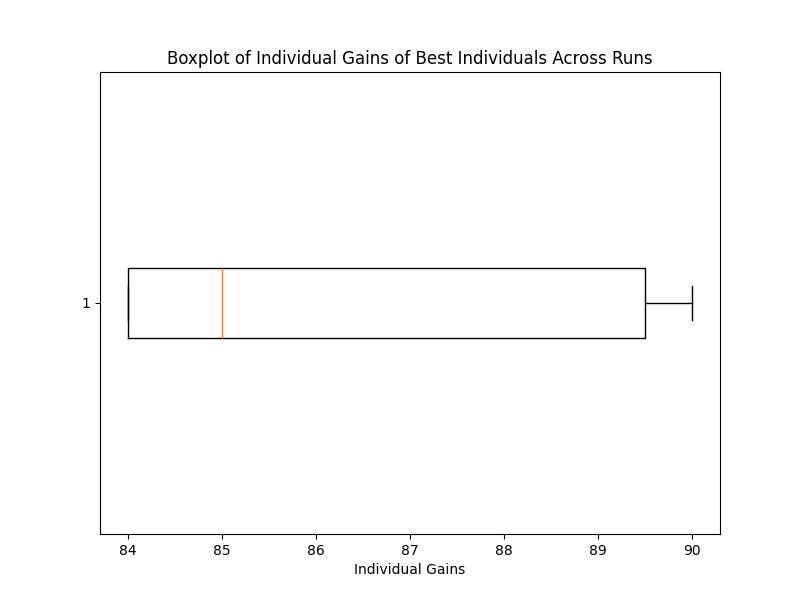 Boxplot of Individual Gains of Best Individuals Across Runs
1
84 85 86 87 88 89 90
Individual Gains